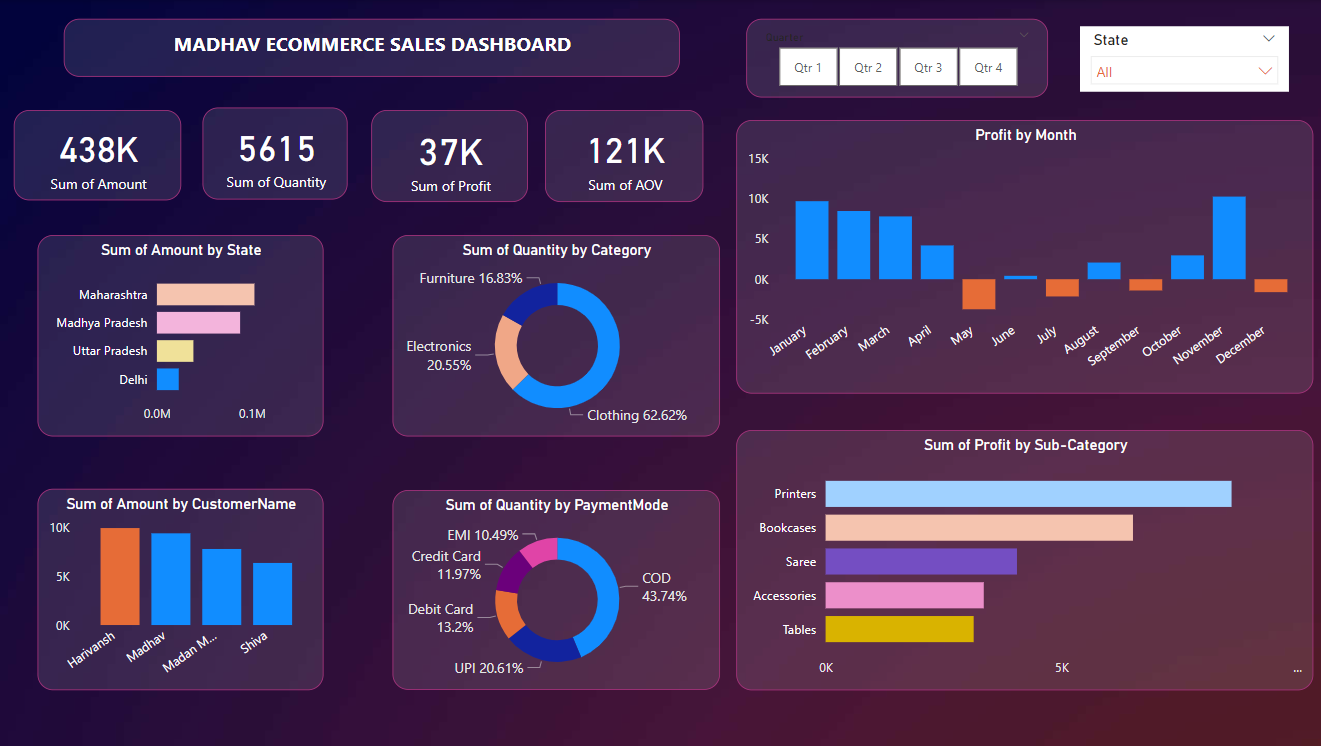 MADHAV ECOMMERCE SALES DASHBOARD
Quarter
Qtr 1 Qtr 2 Qtr 3 Qtr 4
State
All
438K
Sum of Amount
5615
Sum of Quantity
37K
Sum of Profit
121K
Sum of AOV
Profit by Month
15K
10K
5K
0K
-5K
January February March April May June July August September October November December
Sum of Amount by State
Maharashtra
Madhya Pradesh
Uttar Pradesh
Delhi
0.0M 0.1M
Sum of Quantity by Category
Furniture 16.83%
Electronics
20.55%
Clothing 62.62%
Sum of Profit by Sub-Category
Printers
Bookcases
Saree
Accessories
Tables
0K 5K ...
Sum of Amount by CustomerName
10K
5K
0K
Harivansh Madhav Madan M... Shiva
Sum of Quantity by PaymentMode
EMI 10.49%
Credit Card
11.97%
Debit Card
13.2%
UPI 20.61%
COD
43.74%